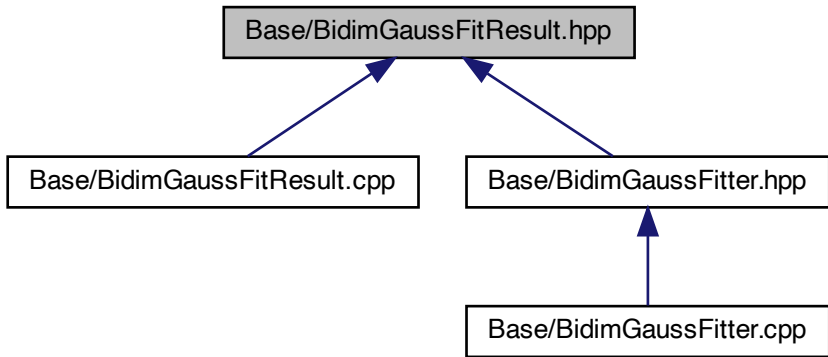 Base/BidimGaussFitResult.hpp
Base/BidimGaussFitResult.cpp
Base/BidimGaussFitter.hpp
Base/BidimGaussFitter.cpp